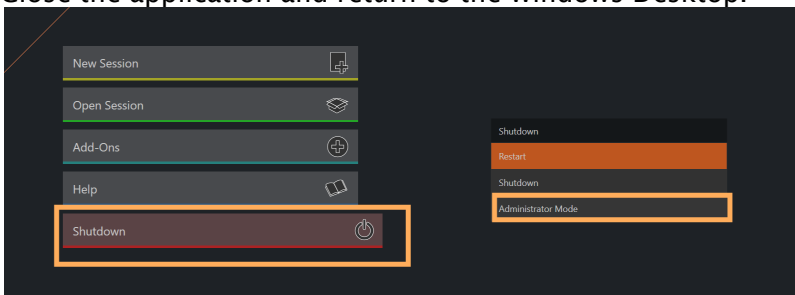 Close the application and return to the Windows Desktop.
New Session
Open Session
Add-Ons
Help
Shutdown
Shutdown
Restart
Shutdown
Administrator Mode